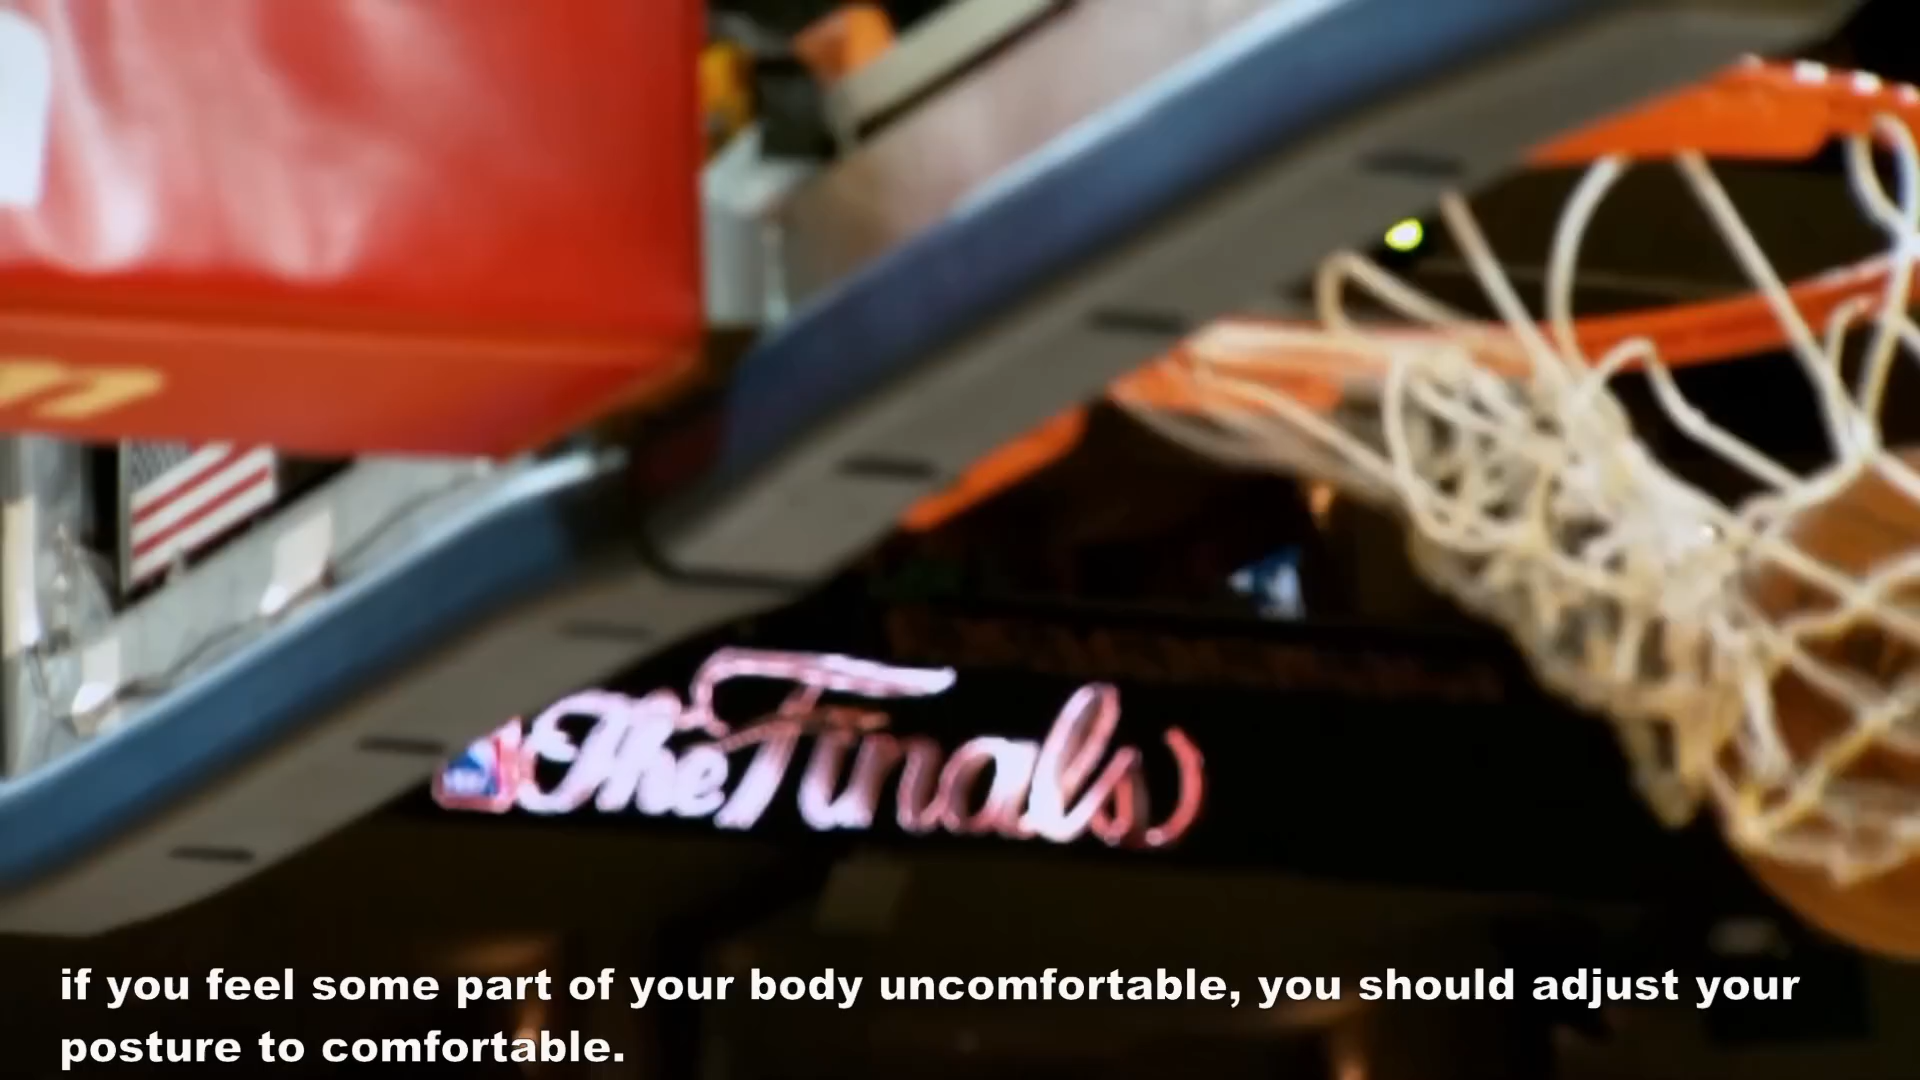 The Finals
if you feel some part of your body uncomfortable, you should adjust your
posture to comfortable.